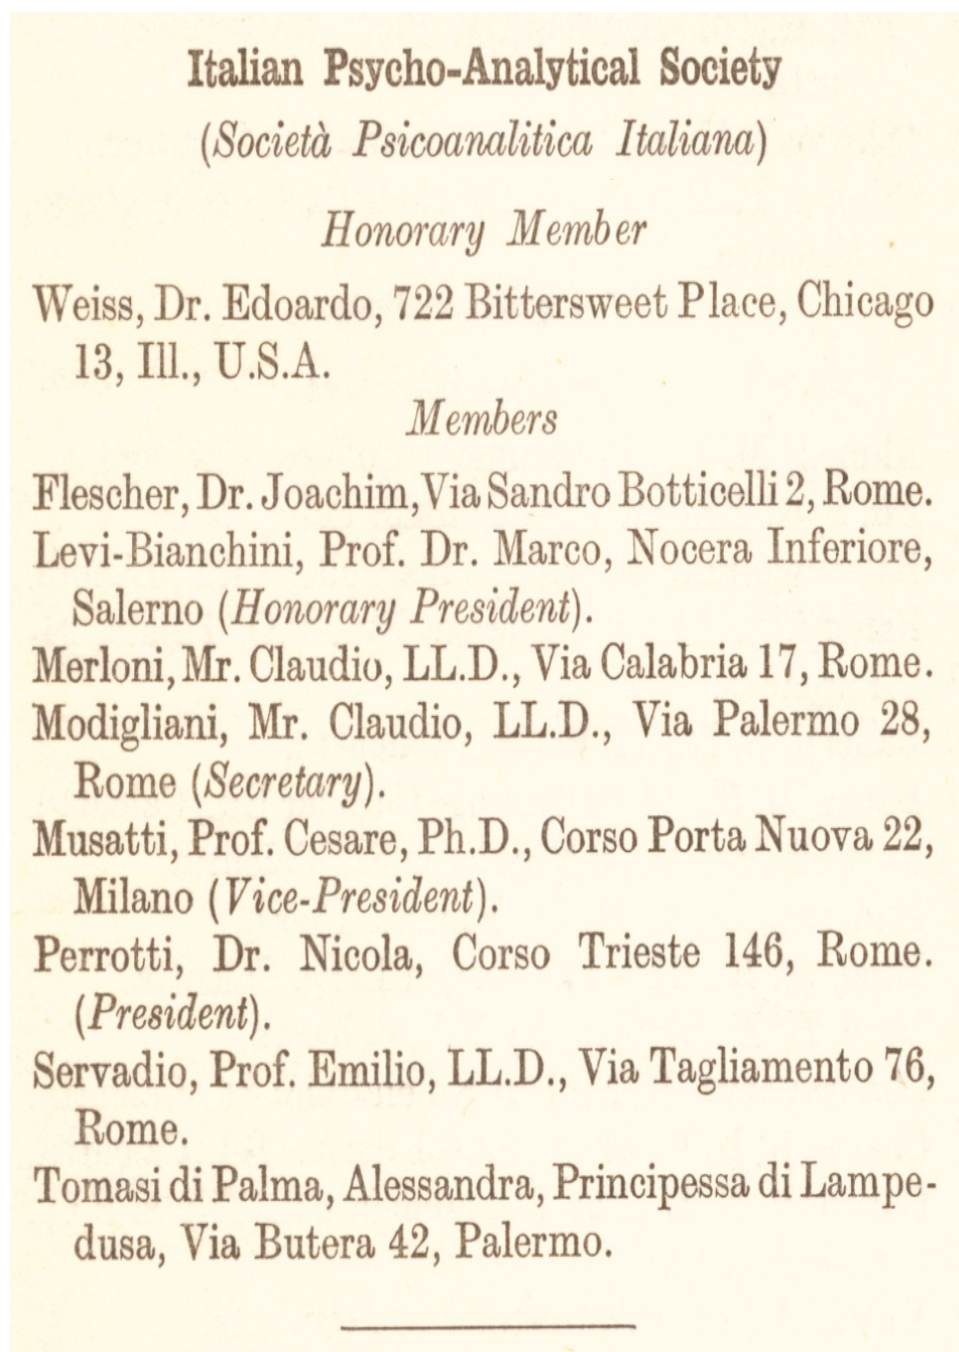 Italian Psycho-Analytical Society
(Società Psicoanalitica Italiana)
Honorary Member
Weiss, Dr. Edoardo, 722 Bittersweet Place, Chicago
13, Ill., U.S.A.
Members
Flescher, Dr. Joachim, Via Sandro Botticelli 2, Rome.
Levi-Bianchini, Prof. Dr. Marco, Nocera Inferiore,
Salerno (Honorary President).
Merloni, Mr. Claudio, LL.D., Via Calabria 17, Rome.
Modigliani, Mr. Claudio, LL.D., Via Palermo 28,
Rome (Secretary).
Musatti, Prof. Cesare, Ph.D., Corso Porta Nuova 22,
Milano (Vice-President).
Perrotti, Dr. Nicola, Corso Trieste 146, Rome.
(President).
Servadio, Prof. Emilio, LL.D., Via Tagliamento 76,
Rome.
Tomasi di Palma, Alessandra, Principessa di Lampe-
dusa, Via Butera 42, Palermo.